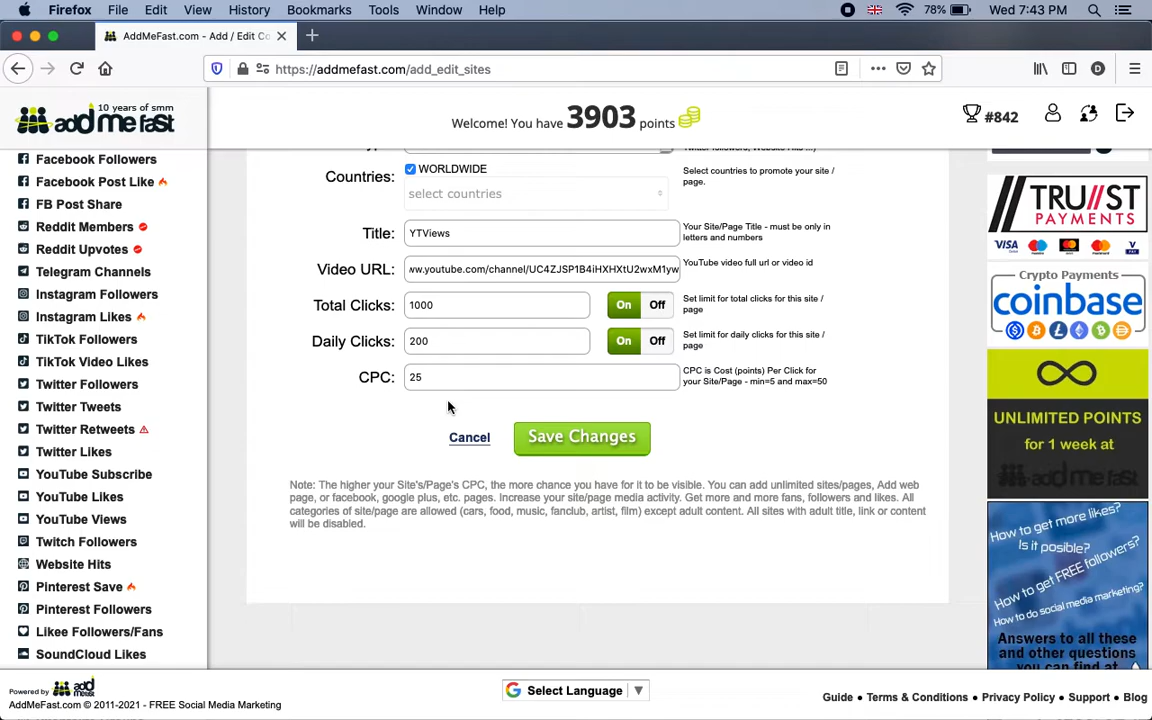 Firefox File Edit View History Bookmarks Tools Window Help 78% Wed 7:43 PM
AddMeFast.com - Add / Edit Co
https://addmefast.com/add_edit_sites
10 years of smm
add me fast
Welcome! You have 3903 points
#842
Facebook Followers
Facebook Post Like
FB Post Share
Reddit Members
Reddit Upvotes
Telegram Channels
Instagram Followers
Instagram Likes
TikTok Followers
TikTok Video Likes
Twitter Followers
Twitter Tweets
Twitter Retweets
Twitter Likes
YouTube Subscribe
YouTube Likes
YouTube Views
Twitch Followers
Website Hits
Pinterest Save
Pinterest Followers
Likee Followers/Fans
SoundCloud Likes
Countries:
WORLDWIDE
select countries
Select countries to promote your site /
page.
Title:
YTViews
Your Site/Page Title - must be only in
letters and numbers
Video URL:
ww.youtube.com/channel/UC4ZJSP1B4iHXHXtU2wxM1yw
YouTube video full url or video id
Total Clicks:
1000
On Off
Set limit for total clicks for this site /
page
Daily Clicks:
200
On Off
Set limit for daily clicks for this site /
page
CPC:
25
CPC is Cost (points) Per Click for
your Site/Page - min=5 and max=50
Cancel
Save Changes
Note: The higher your Site's/Page's CPC, the more chance you have for it to be visible. You can add unlimited sites/pages, Add web
page, or facebook, google plus, etc. pages. Increase your site/page media activity. Get more and more fans, followers and likes. All
categories of site/page are allowed (cars, food, music, fanclub, artist, film) except adult content. All sites with adult title, link or content
will be disabled.
TRUST
PAYMENTS
VISA
Crypto Payments
coinbase
UNLIMITED POINTS
for 1 week at
add me fast
How to get more likes?
Is it possible?
How to get FREE followers?
How to do social media marketing?
Answers to all these
and other questions
you can find at
Powered by
AddMeFast.com © 2011-2021 - FREE Social Media Marketing
Select Language
Guide • Terms & Conditions • Privacy Policy • Support • Blog